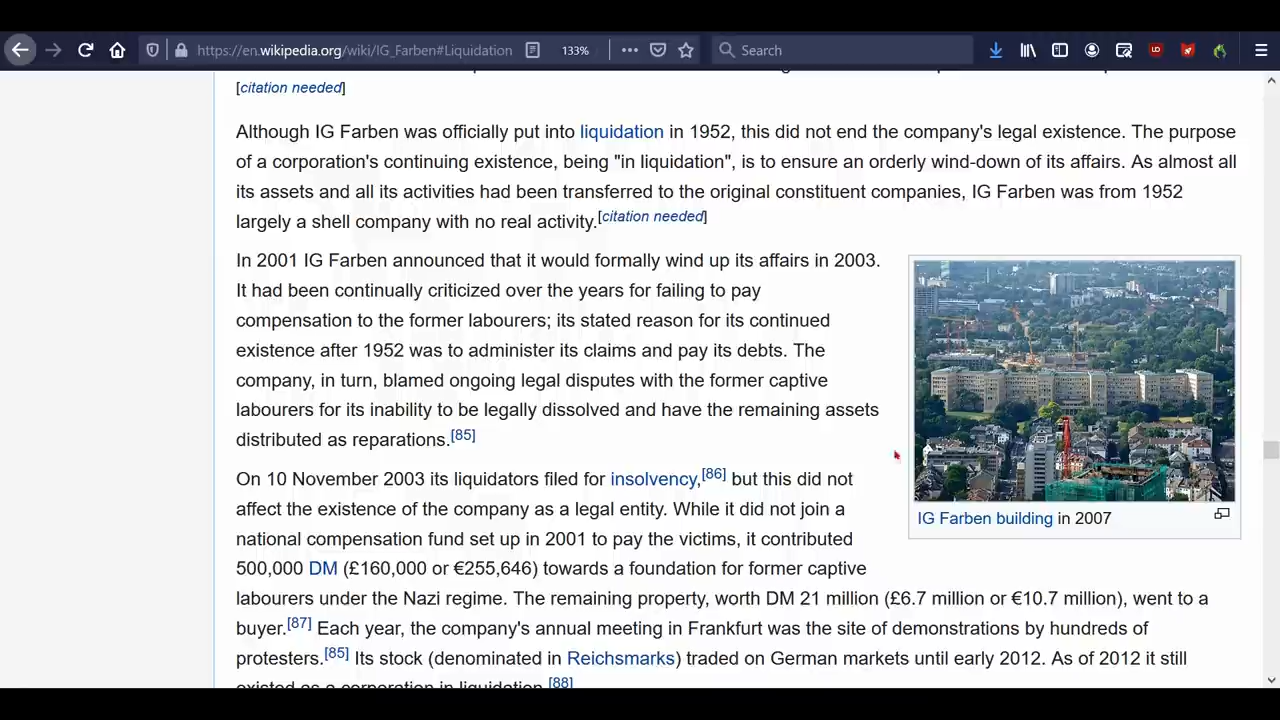 https://en.wikipedia.org/wiki/IG_Farben#Liquidation
133%
Search
[citation needed]
Although IG Farben was officially put into liquidation in 1952, this did not end the company's legal existence. The purpose
of a corporation's continuing existence, being "in liquidation", is to ensure an orderly wind-down of its affairs. As almost all
its assets and all its activities had been transferred to the original constituent companies, IG Farben was from 1952
largely a shell company with no real activity.[citation needed]
In 2001 IG Farben announced that it would formally wind up its affairs in 2003.
It had been continually criticized over the years for failing to pay
compensation to the former labourers; its stated reason for its continued
existence after 1952 was to administer its claims and pay its debts. The
company, in turn, blamed ongoing legal disputes with the former captive
labourers for its inability to be legally dissolved and have the remaining assets
distributed as reparations.[85]
IG Farben building in 2007
On 10 November 2003 its liquidators filed for insolvency,[86] but this did not
affect the existence of the company as a legal entity. While it did not join a
national compensation fund set up in 2001 to pay the victims, it contributed
500,000 DM (£160,000 or €255,646) towards a foundation for former captive
labourers under the Nazi regime. The remaining property, worth DM 21 million (£6.7 million or €10.7 million), went to a
buyer.[87] Each year, the company's annual meeting in Frankfurt was the site of demonstrations by hundreds of
protesters.[85] Its stock (denominated in Reichsmarks) traded on German markets until early 2012. As of 2012 it still
existed as a corporation in liquidation.[88]